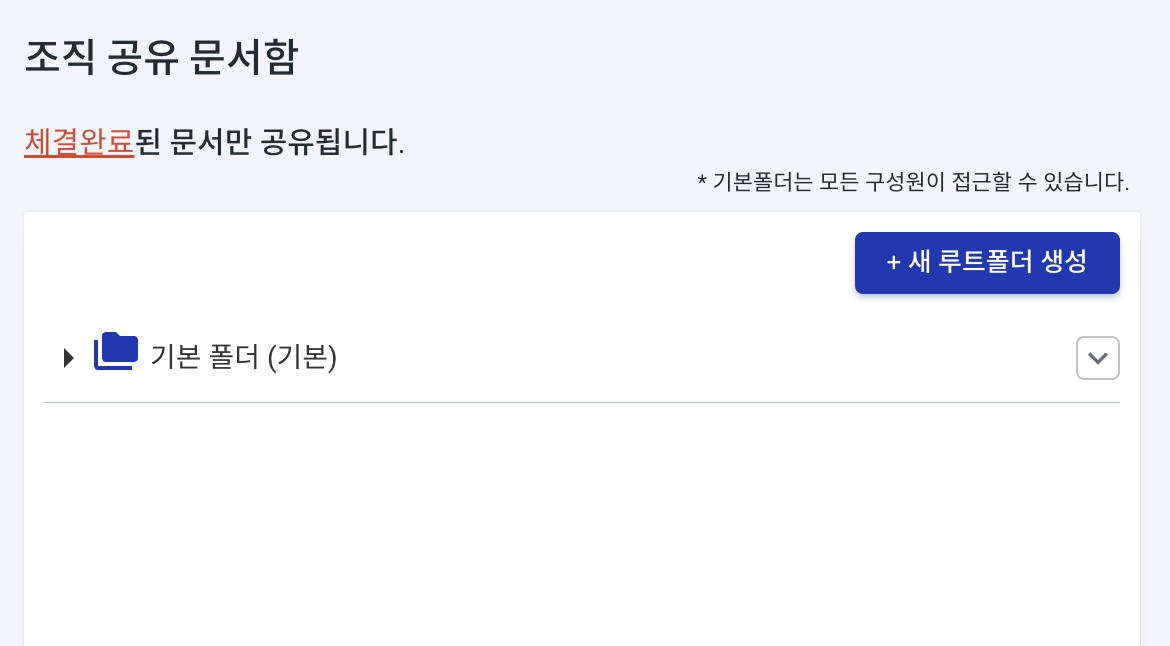 조직 공유 문서함
체결완료된 문서만 공유됩니다.
* 기본폴더는 모든 구성원이 접근할 수 있습니다.
+ 새 루트폴더 생성
기본 폴더 (기본)